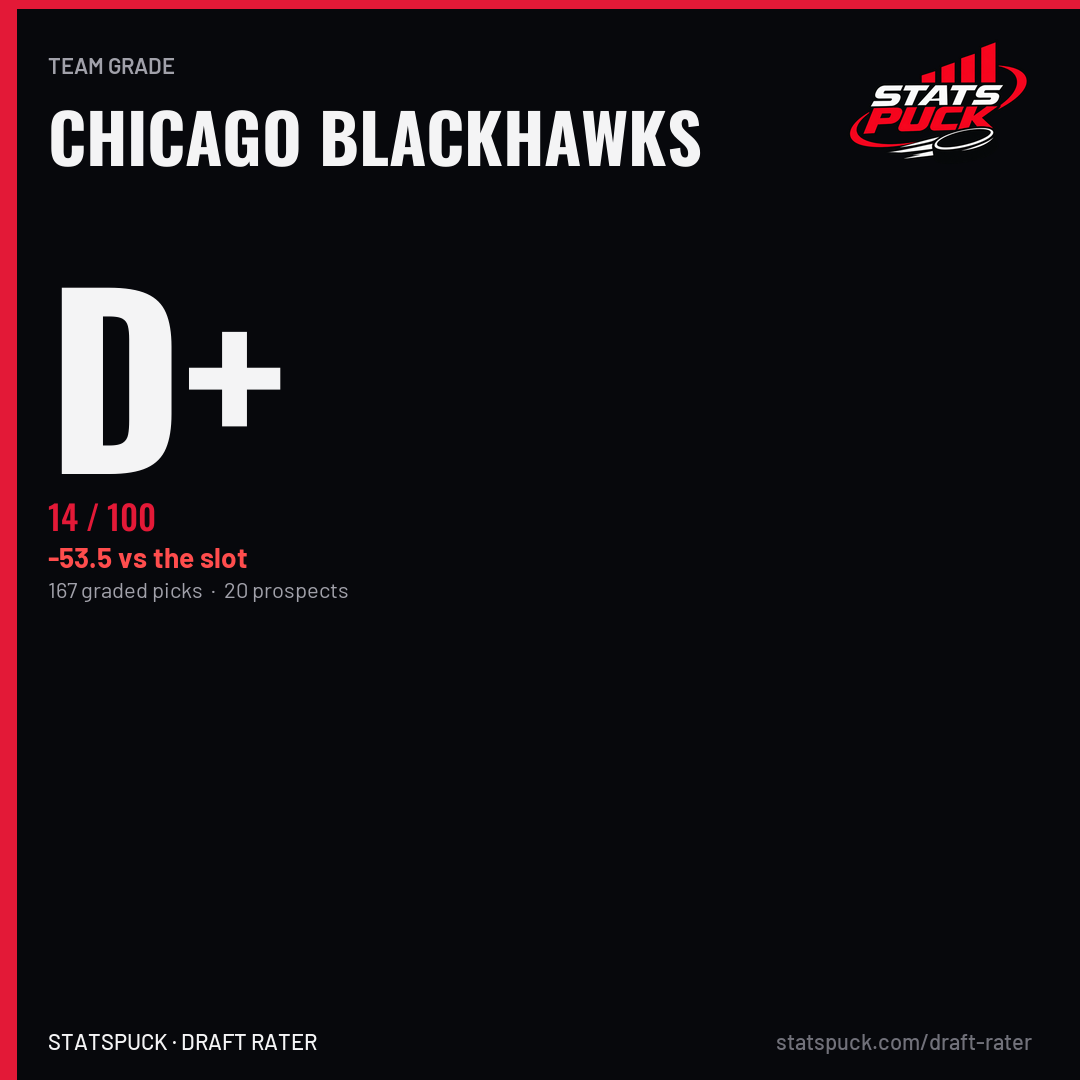 TEAM GRADE
CHICAGO BLACKHAWKS
STATS
PUCK
D+
14 / 100
-53.5 vs the slot
167 graded picks · 20 prospects
STATSPUCK · DRAFT RATER
statspuck.com/draft-rater